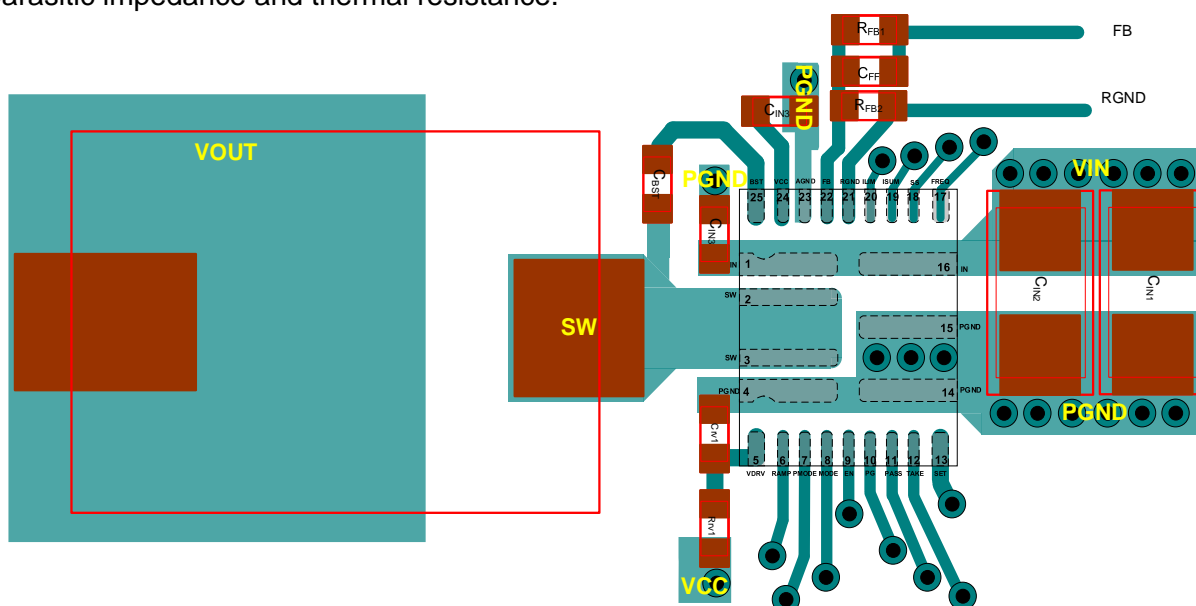 arasitic impedance and thermal resistance.
RFB1
FB
CFF
PGND
CIN3
RFB2
RGND
VOUT
CBST
PGND
BST
VCC
AGND
FB
RGND
ILIM
ISUM
SS
FREQ
VIN
25
24
23
22
21
20
19
18
17
CIN3
IN
1
16
IN
SW
2
CIN2
CIN1
SW
15
PGND
SW
3
PGND
4
14
PGND
PGND
5
6
7
8
9
10
11
12
13
VDRV
RAMP
PMODE
MODE
EN
PG
PASS
TAKE
SET
VCC